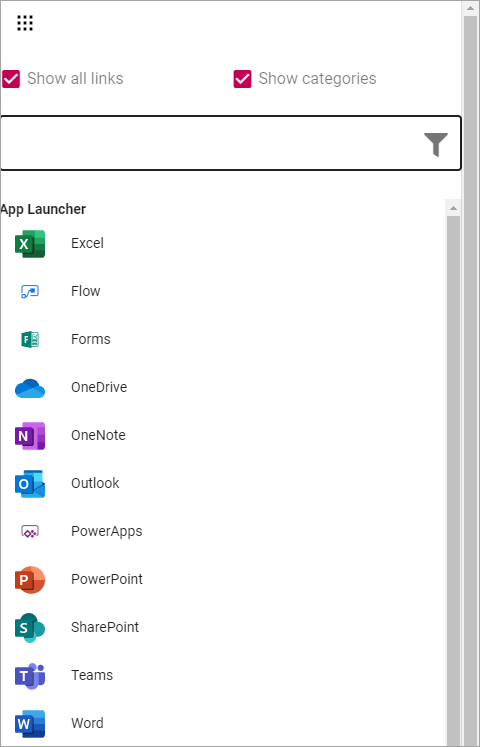 Show all links Show categories
App Launcher
Excel
Flow
Forms
OneDrive
OneNote
Outlook
PowerApps
PowerPoint
SharePoint
Teams
Word